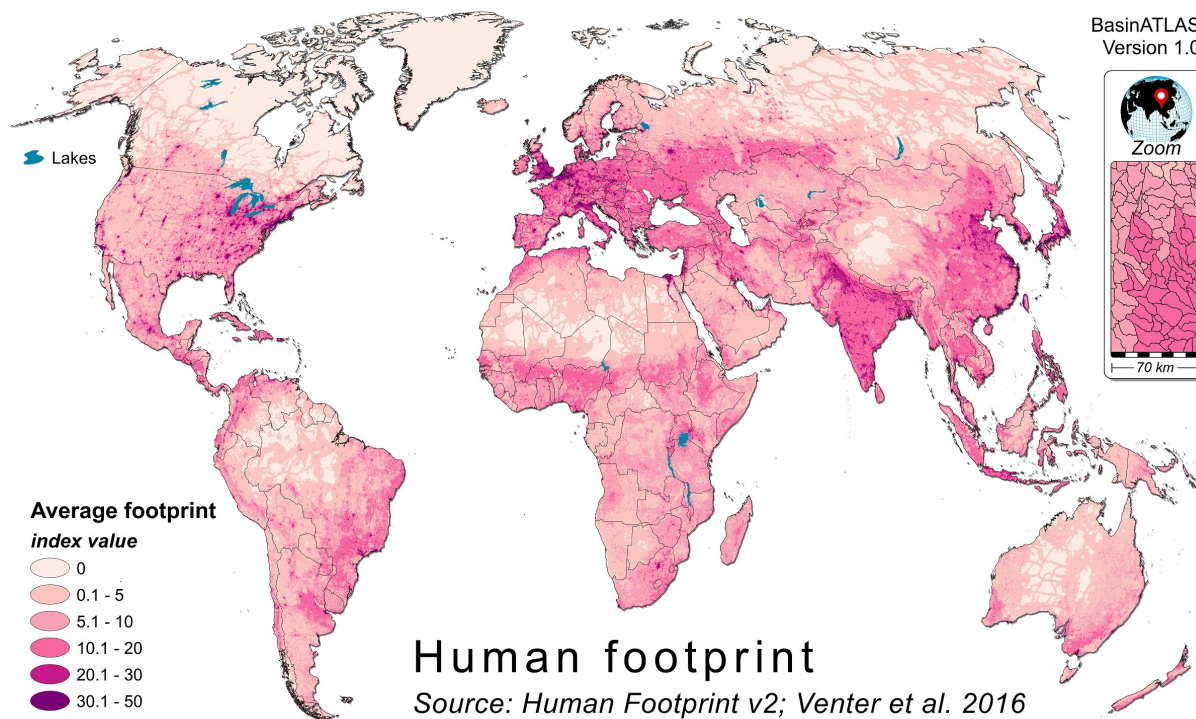 BasinATLAS
Version 1.0
Zoom
70 km
Lakes
Average footprint
index value
0
0.1 - 5
5.1 - 10
10.1 - 20
20.1 - 30
30.1 - 50
Human footprint
Source: Human Footprint v2; Venter et al. 2016